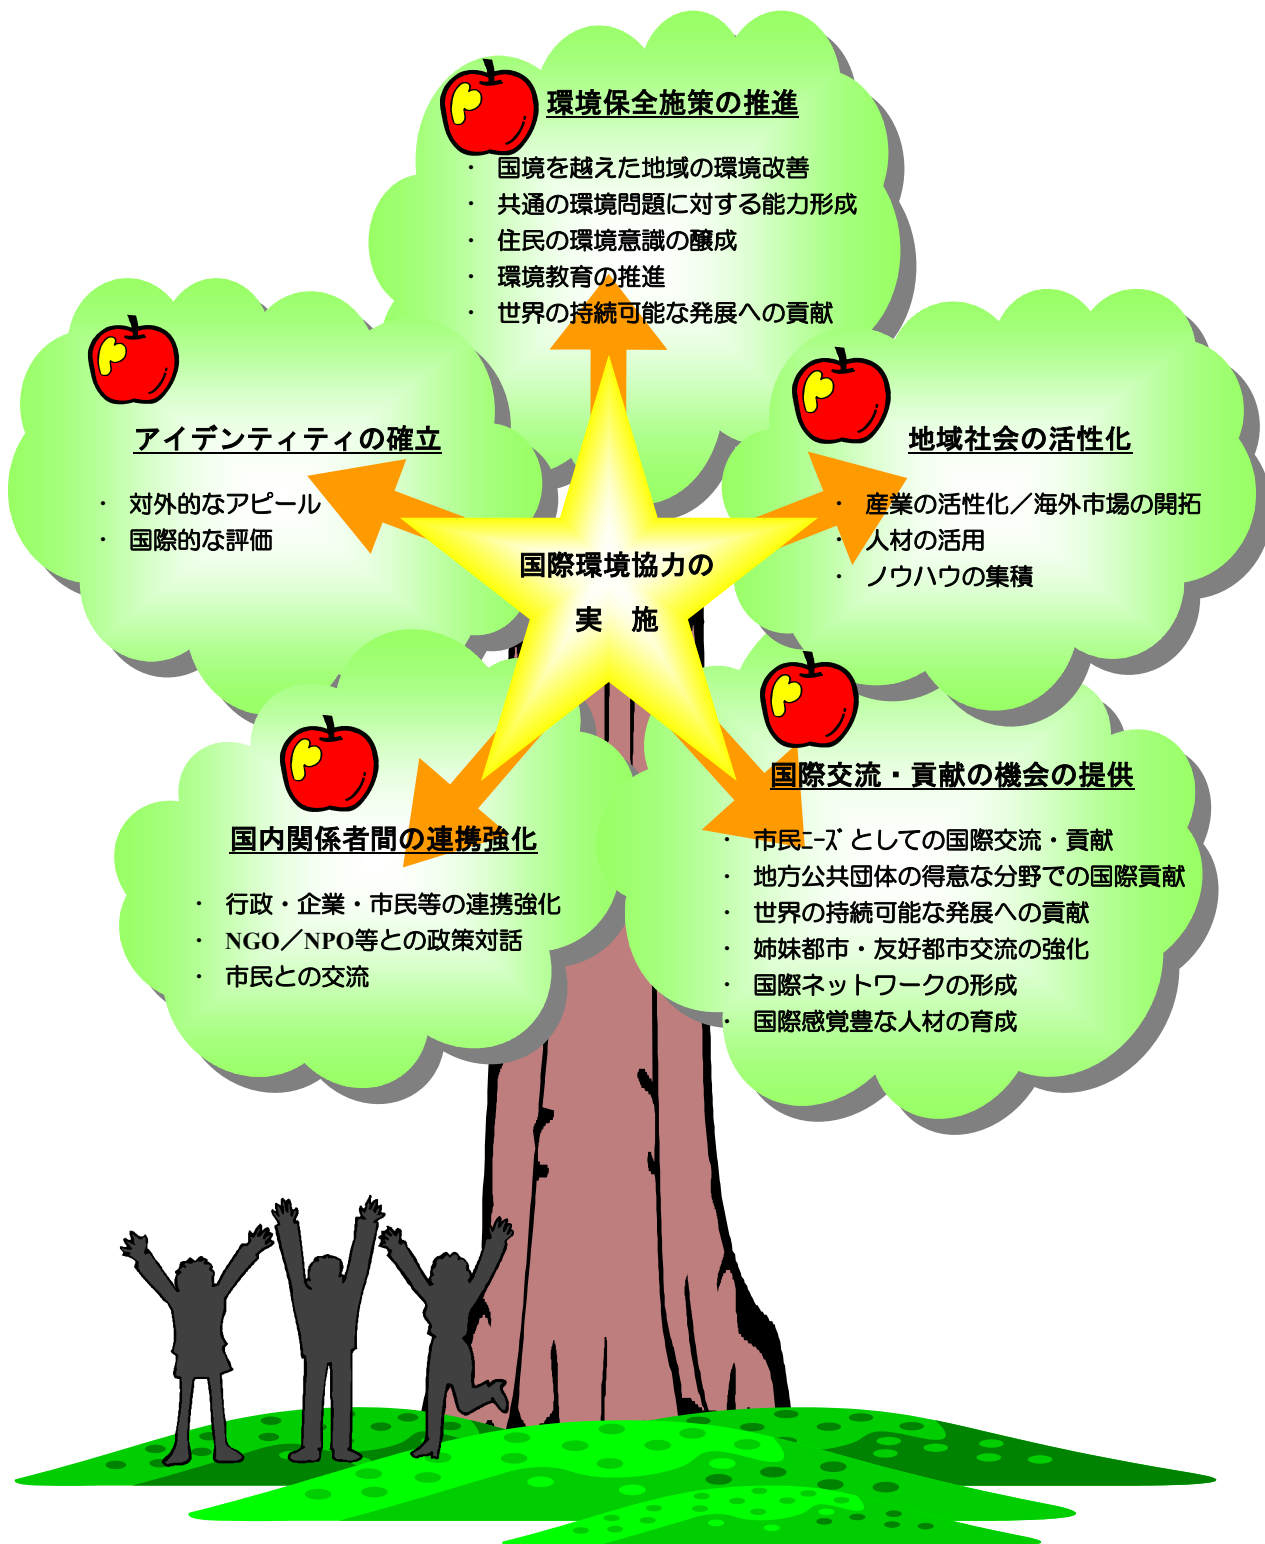 環境保全施策の推進
・ 国境を越えた地域の環境改善
・ 共通の環境問題に対する能力形成
・ 住民の環境意識の醸成
・ 環境教育の推進
・ 世界の持続可能な発展への貢献
アイデンティティの確立
・ 対外的なアピール
・ 国際的な評価
地域社会の活性化
・ 産業の活性化／海外市場の開拓
・ 人材の活用
・ ノウハウの集積
国際環境協力の
実　施
国内関係者間の連携強化
・ 行政・企業・市民等の連携強化
・ NGO／NPO等との政策対話
・ 市民との交流
国際交流・貢献の機会の提供
・ 市民ﾆｰｽﾞとしての国際交流・貢献
・ 地方公共団体の得意な分野での国際貢献
・ 世界の持続可能な発展への貢献
・ 姉妹都市・友好都市交流の強化
・ 国際ネットワークの形成
・ 国際感覚豊な人材の育成